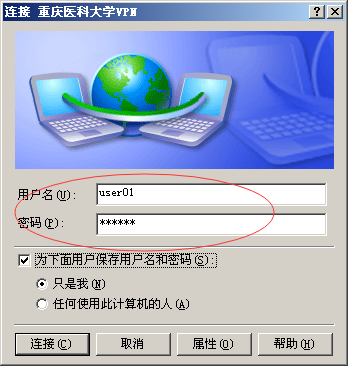 连接 重庆医科大学VPN
用户名(U):
user01
密码(P):
******
为下面用户保存用户名和密码(S):
只是我(N)
任何使用此计算机的人(A)
连接(C) 取消 属性(O) 帮助(H)